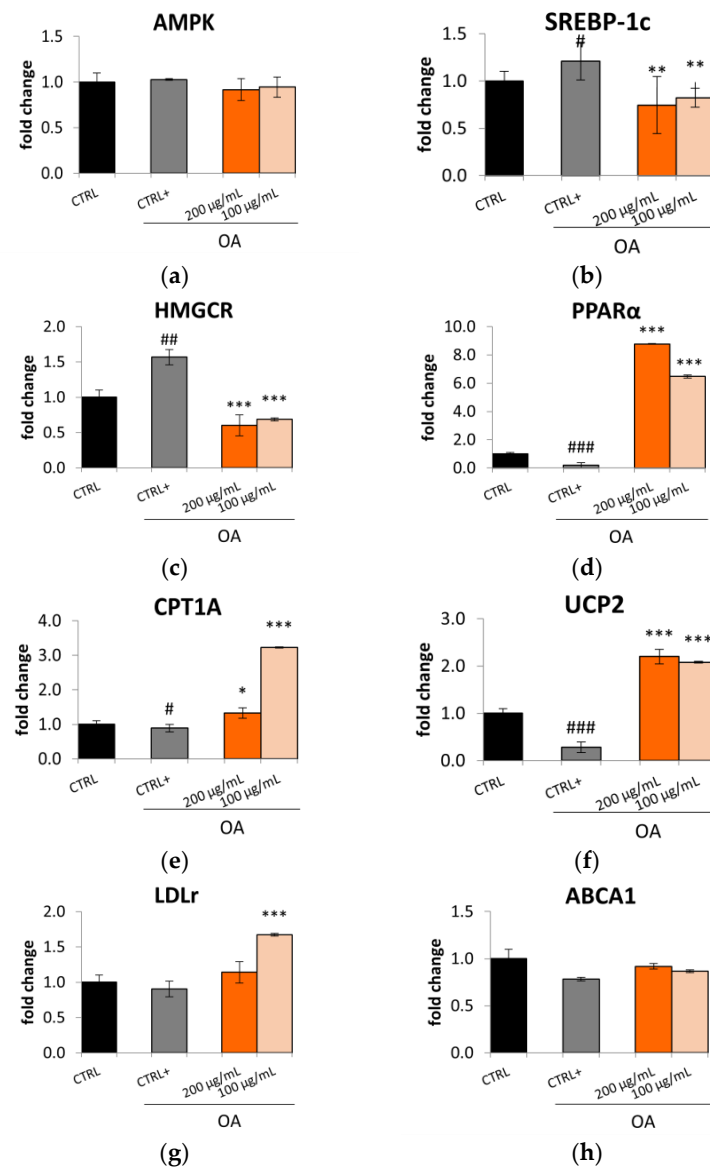 AMPK
1.5
1.0
0.5
0.0
fold change
CTRL
CTRL+
200 µg/mL
100 µg/mL
OA
(a)
SREBP-1c
1.5
1.0
0.5
0.0
fold change
#
**
**
CTRL
CTRL+
200 µg/mL
100 µg/mL
OA
(b)
HMGCR
2.0
1.5
1.0
0.5
0.0
fold change
##
***
***
CTRL
CTRL+
200 µg/mL
100 µg/mL
OA
(c)
PPARα
10.0
8.0
6.0
4.0
2.0
0.0
fold change
###
***
***
CTRL
CTRL+
200 µg/mL
100 µg/mL
OA
(d)
CPT1A
4.0
3.0
2.0
1.0
0.0
fold change
#
*
***
CTRL
CTRL+
200 µg/mL
100 µg/mL
OA
(e)
UCP2
3.0
2.0
1.0
0.0
fold change
###
***
***
CTRL
CTRL+
200 µg/mL
100 µg/mL
OA
(f)
LDLr
2.0
1.5
1.0
0.5
0.0
fold change
***
CTRL
CTRL+
200 µg/mL
100 µg/mL
OA
(g)
ABCA1
1.5
1.0
0.5
0.0
fold change
CTRL
CTRL+
200 µg/mL
100 µg/mL
OA
(h)